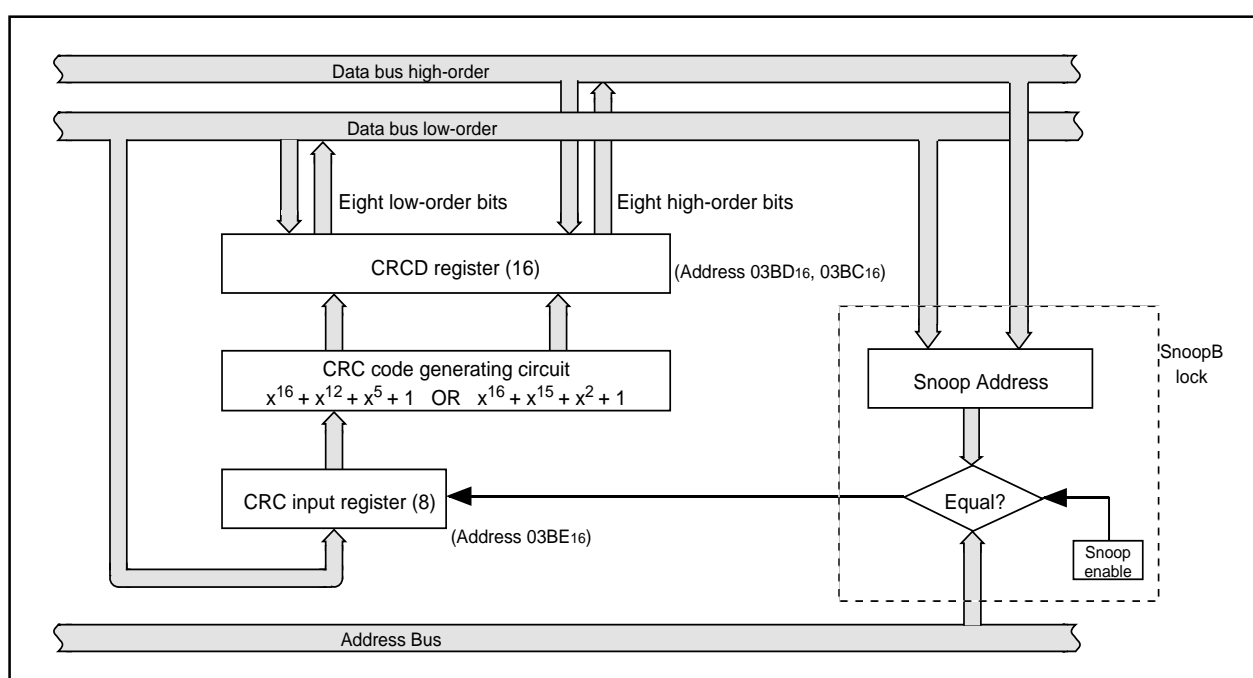 Data bus high-order
Data bus low-order
Eight low-order bits
Eight high-order bits
CRCD register (16)
(Address 03BD₁₆, 03BC₁₆)
CRC code generating circuit
x¹⁶ + x¹² + x⁵ + 1 OR x¹⁶ + x¹⁵ + x² + 1
SnoopB
lock
Snoop Address
CRC input register (8)
(Address 03BE₁₆)
Equal?
Snoop
enable
Address Bus